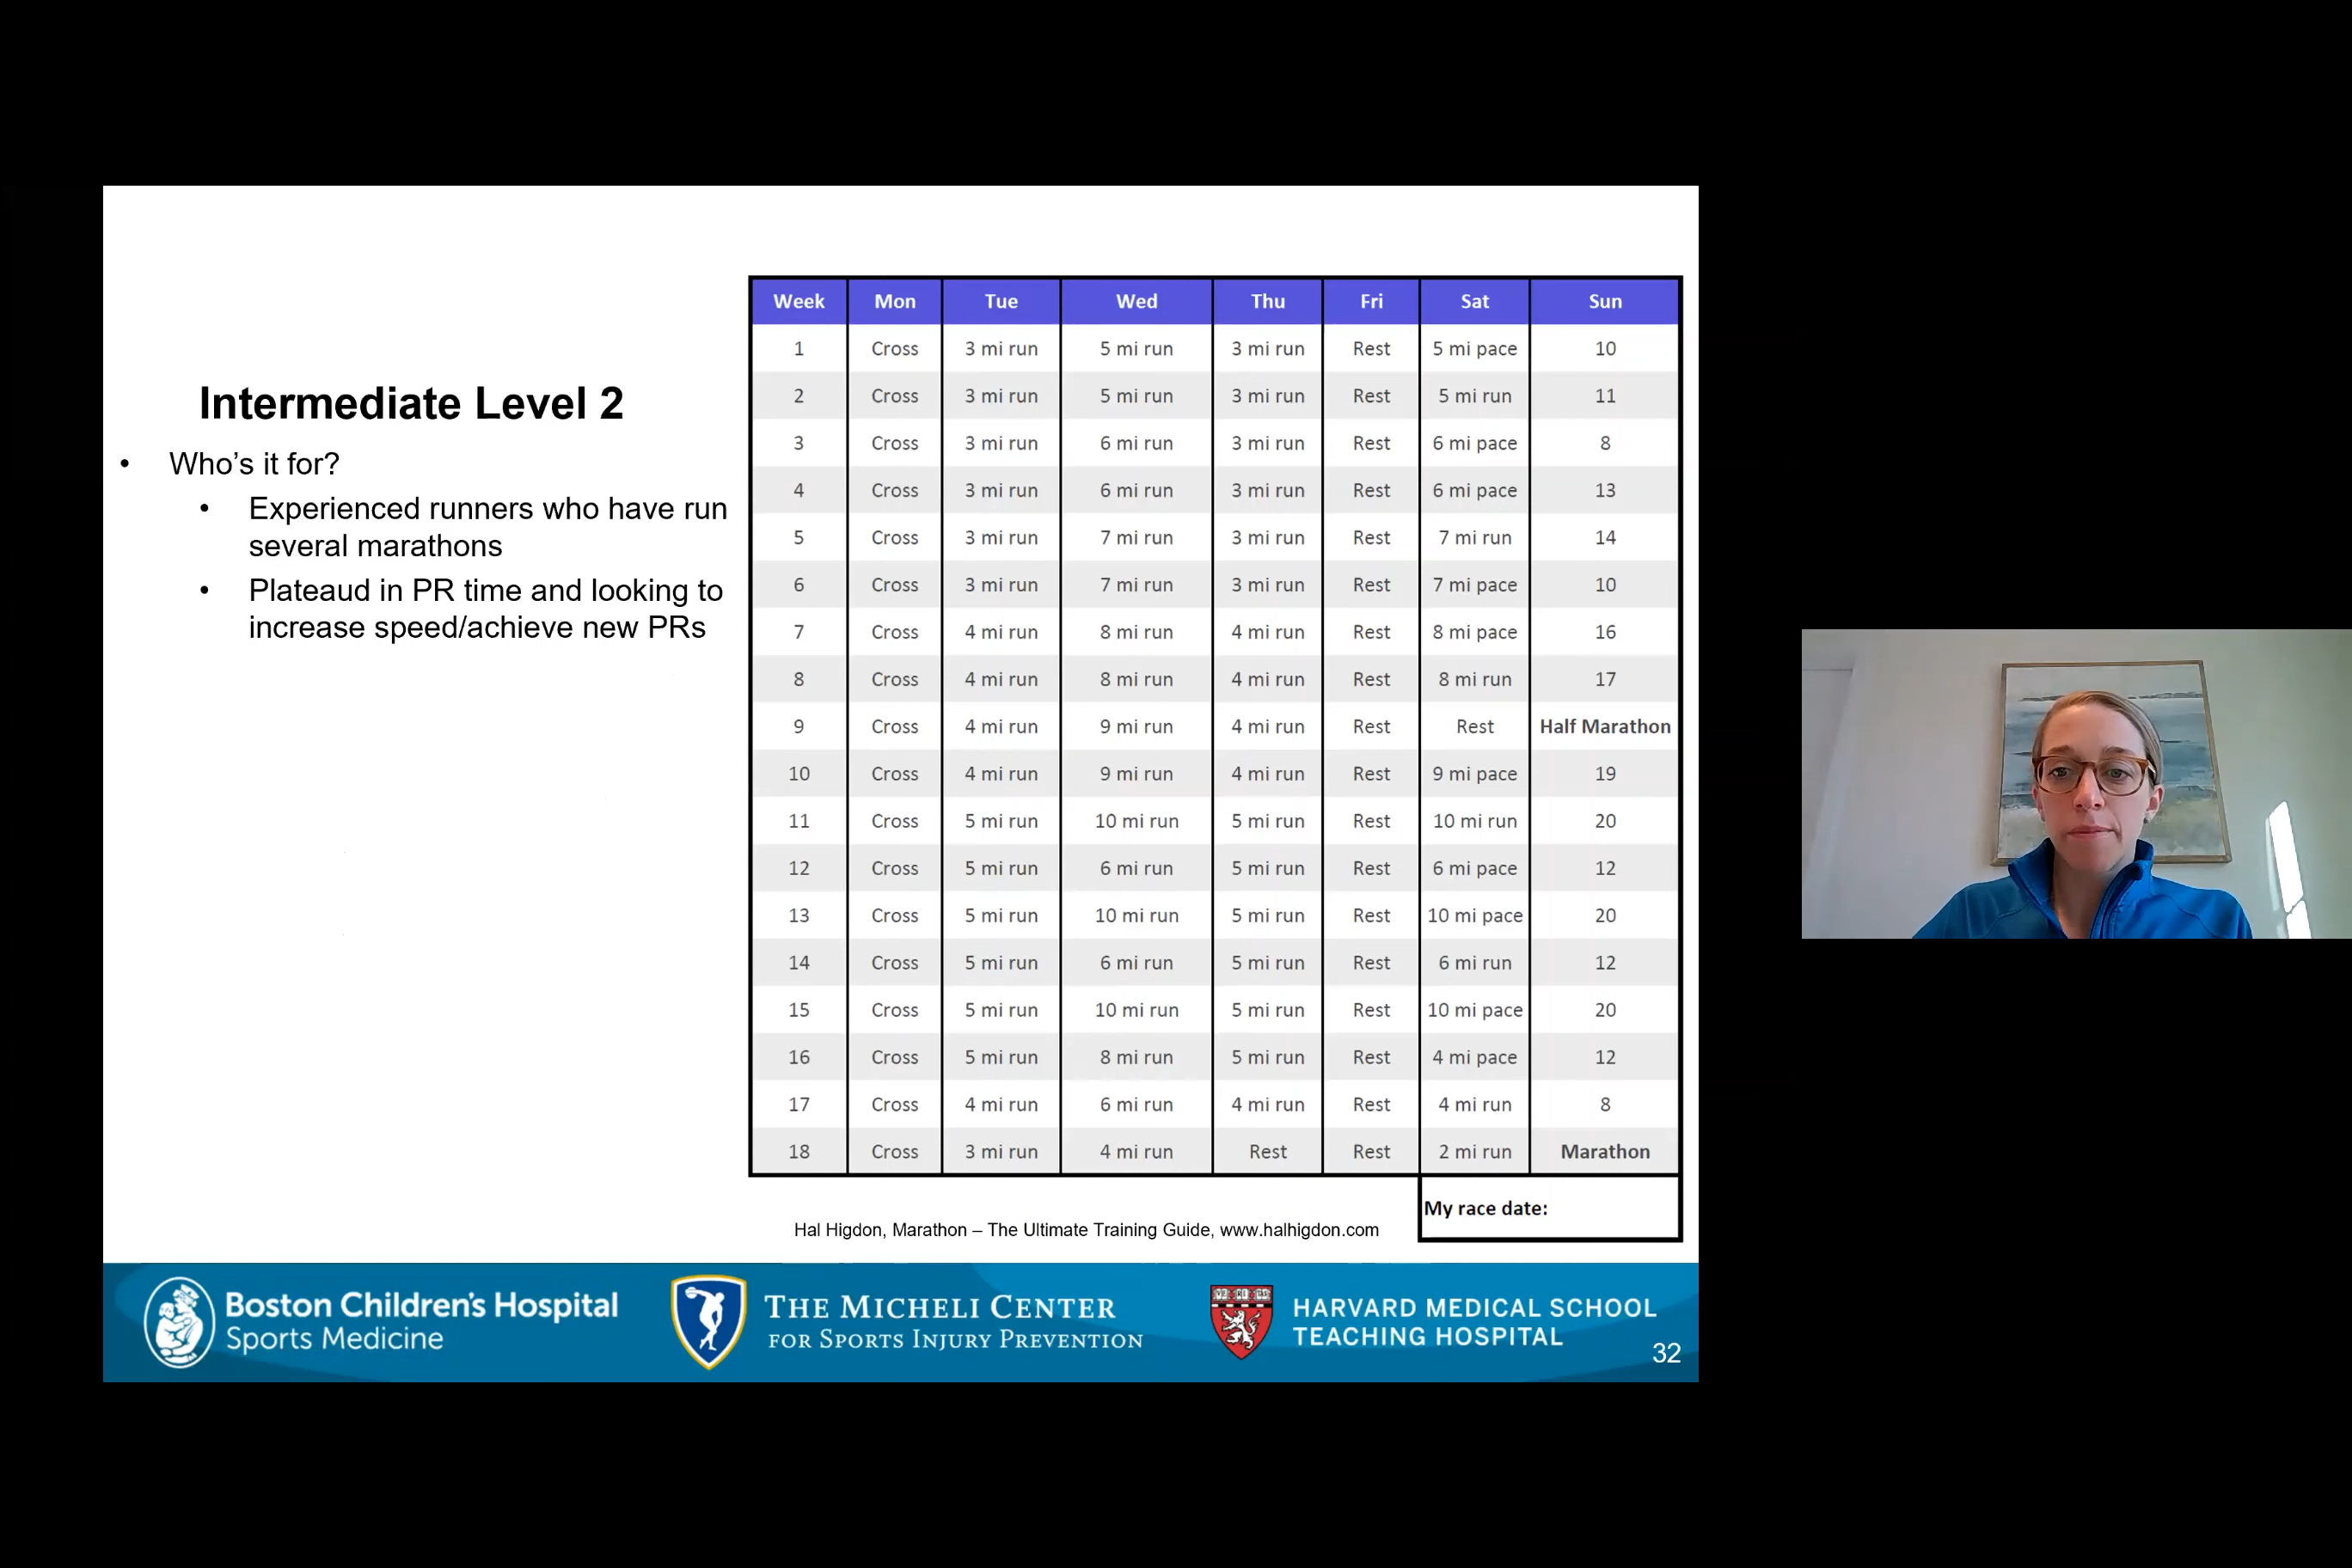 Intermediate Level 2
• Who's it for?
• Experienced runners who have run
several marathons
• Plateaud in PR time and looking to
increase speed/achieve new PRs
Week Mon Tue Wed Thu Fri Sat Sun
1 Cross 3 mi run 5 mi run 3 mi run Rest 5 mi pace 10
2 Cross 3 mi run 5 mi run 3 mi run Rest 5 mi run 11
3 Cross 3 mi run 6 mi run 3 mi run Rest 6 mi pace 8
4 Cross 3 mi run 6 mi run 3 mi run Rest 6 mi pace 13
5 Cross 3 mi run 7 mi run 3 mi run Rest 7 mi run 14
6 Cross 3 mi run 7 mi run 3 mi run Rest 7 mi pace 10
7 Cross 4 mi run 8 mi run 4 mi run Rest 8 mi pace 16
8 Cross 4 mi run 8 mi run 4 mi run Rest 8 mi run 17
9 Cross 4 mi run 9 mi run 4 mi run Rest Rest Half Marathon
10 Cross 4 mi run 9 mi run 4 mi run Rest 9 mi pace 19
11 Cross 5 mi run 10 mi run 5 mi run Rest 10 mi run 20
12 Cross 5 mi run 6 mi run 5 mi run Rest 6 mi pace 12
13 Cross 5 mi run 10 mi run 5 mi run Rest 10 mi pace 20
14 Cross 5 mi run 6 mi run 5 mi run Rest 6 mi run 12
15 Cross 5 mi run 10 mi run 5 mi run Rest 10 mi pace 20
16 Cross 5 mi run 8 mi run 5 mi run Rest 4 mi pace 12
17 Cross 4 mi run 6 mi run 4 mi run Rest 4 mi run 8
18 Cross 3 mi run 4 mi run Rest Rest 2 mi run Marathon
My race date:
Hal Higdon, Marathon – The Ultimate Training Guide, www.halhigdon.com
Boston Children's Hospital
Sports Medicine
THE MICHELI CENTER
FOR SPORTS INJURY PREVENTION
HARVARD MEDICAL SCHOOL
TEACHING HOSPITAL
32